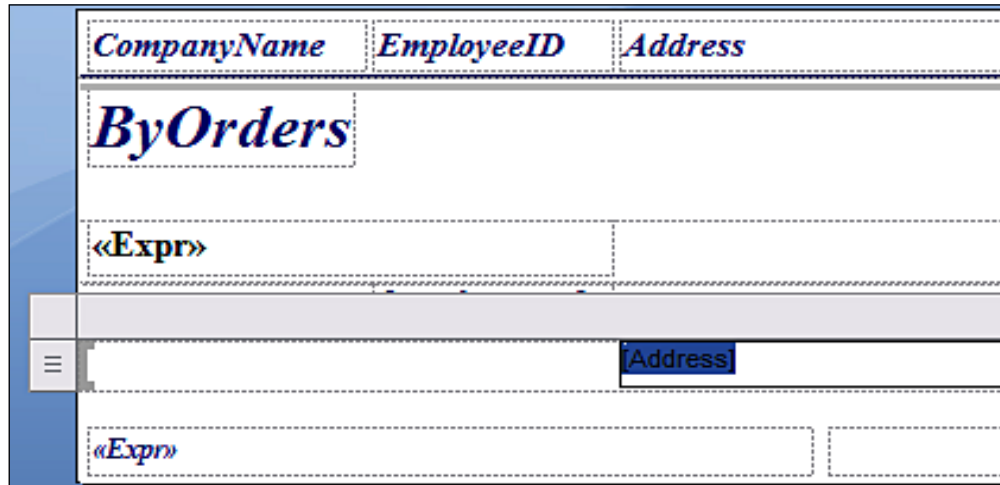 CompanyName EmployeeID Address
ByOrders
«Expr»
[Address]
«Expr»